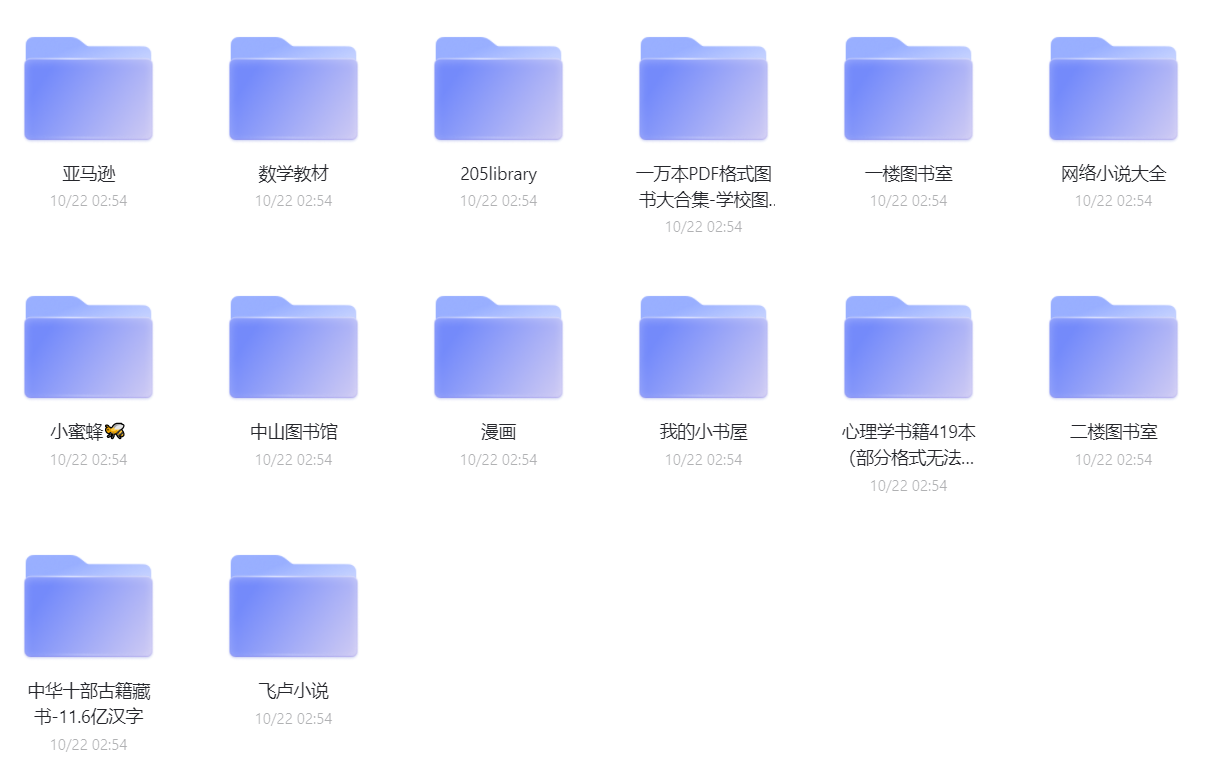 亚马逊
10/22 02:54
数学教材
10/22 02:54
205library
10/22 02:54
一万本PDF格式图
书大合集-学校图..
10/22 02:54
一楼图书室
10/22 02:54
网络小说大全
10/22 02:54
小蜜蜂🐝
10/22 02:54
中山图书馆
10/22 02:54
漫画
10/22 02:54
我的小书屋
10/22 02:54
心理学书籍419本
（部分格式无法...
10/22 02:54
二楼图书室
10/22 02:54
中华十部古籍藏
书-11.6亿汉字
10/22 02:54
飞卢小说
10/22 02:54